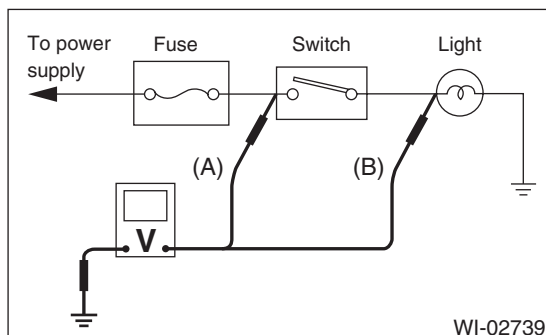 To power
supply
Fuse
Switch
Light
(A)
(B)
V
WI-02739